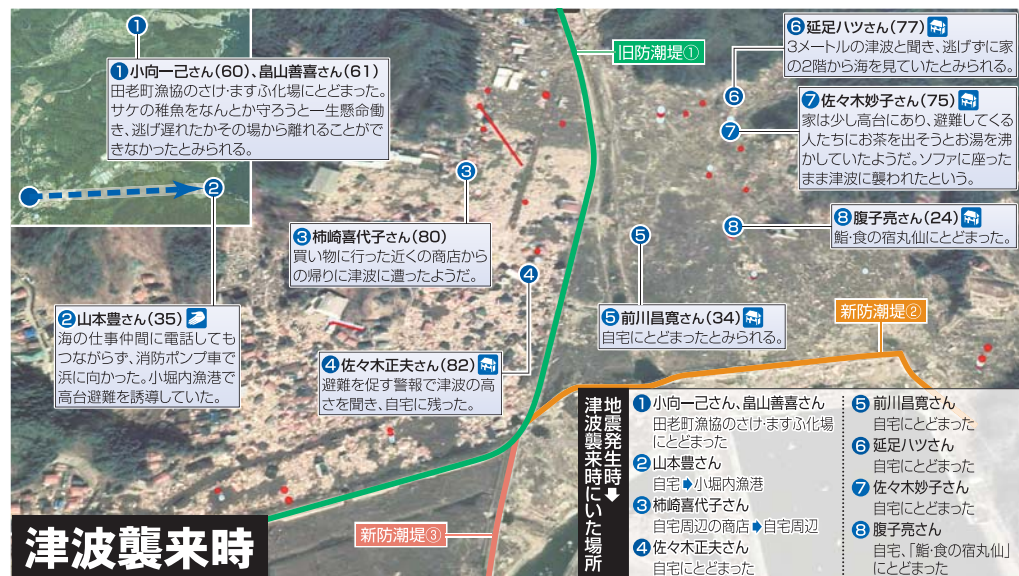 ①
①小向一己さん(60)、畠山善喜さん(61)
田老町漁協のさけ・ますふ化場にとどまった。
サケの稚魚をなんとか守ろうと一生懸命働
き、逃げ遅れたかその場から離れることがで
きなかったとみられる。
②
②山本豊さん(35)
海の仕事仲間に電話しても
つながらず、消防ポンプ車で
浜に向かった。小堀内漁港で
高台避難を誘導していた。
③
③柿崎喜代子さん(80)
買い物に行った近くの商店から
の帰りに津波に遭ったようだ。
④
④佐々木正夫さん(82)
避難を促す警報で津波の高
さを聞き、自宅に残った。
旧防潮堤①
⑤
⑤前川昌寛さん(34)
自宅にとどまったとみられる。
⑥
⑥延足ハツさん(77)
3メートルの津波と聞き、逃げずに家
の2階から海を見ていたとみられる。
⑦
⑦佐々木妙子さん(75)
家は少し高台にあり、避難してくる
人たちにお茶を出そうとお湯を沸
かしていたようだ。ソファに座った
まま津波に襲われたという。
⑧
⑧腹子亮さん(24)
鮨・食の宿丸仙にとどまった。
新防潮堤②
新防潮堤③
津波襲来時
地震発生時➡
津波襲来時にいた場所
①小向一己さん、畠山善喜さん
田老町漁協のさけ・ますふ化場
にとどまった
②山本豊さん
自宅➡小堀内漁港
③柿崎喜代子さん
自宅周辺の商店➡自宅周辺
④佐々木正夫さん
自宅にとどまった
⑤前川昌寛さん
自宅にとどまった
⑥延足ハツさん
自宅にとどまった
⑦佐々木妙子さん
自宅にとどまった
⑧腹子亮さん
自宅、「鮨・食の宿丸仙」
にとどまった